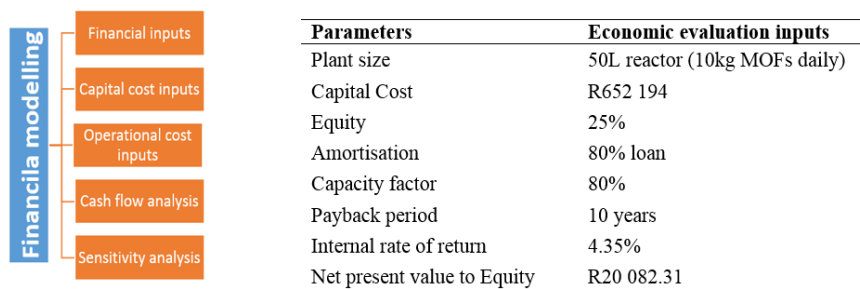 Financila modelling
Financial inputs
Capital cost inputs
Operational cost
inputs
Cash flow analysis
Sensitivity analysis
Parameters Economic evaluation inputs
Plant size 50L reactor (10kg MOFs daily)
Capital Cost R652 194
Equity 25%
Amortisation 80% loan
Capacity factor 80%
Payback period 10 years
Internal rate of return 4.35%
Net present value to Equity R20 082.31